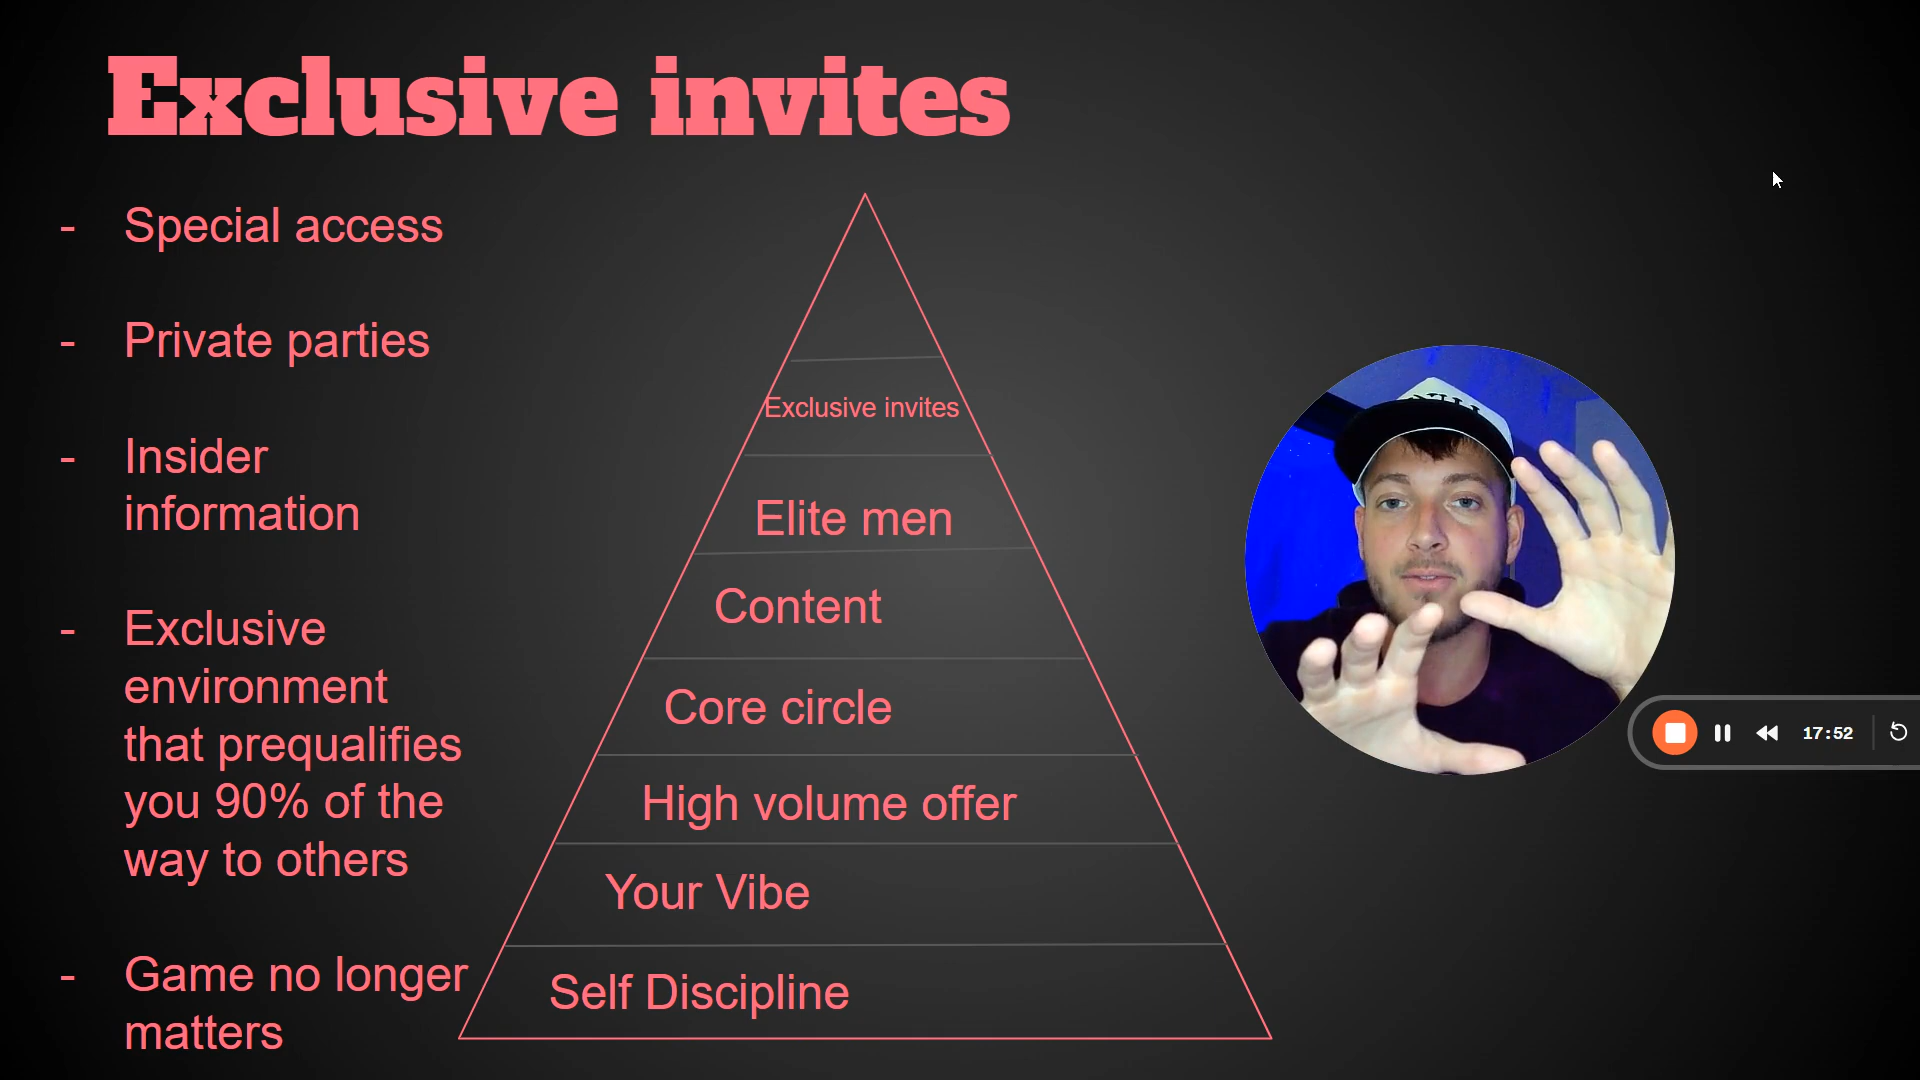 Exclusive invites
- Special access
- Private parties
- Insider
information
- Exclusive
environment
that prequalifies
you 90% of the
way to others
- Game no longer
matters
Exclusive invites
Elite men
Content
Core circle
High volume offer
Your Vibe
Self Discipline
17:52